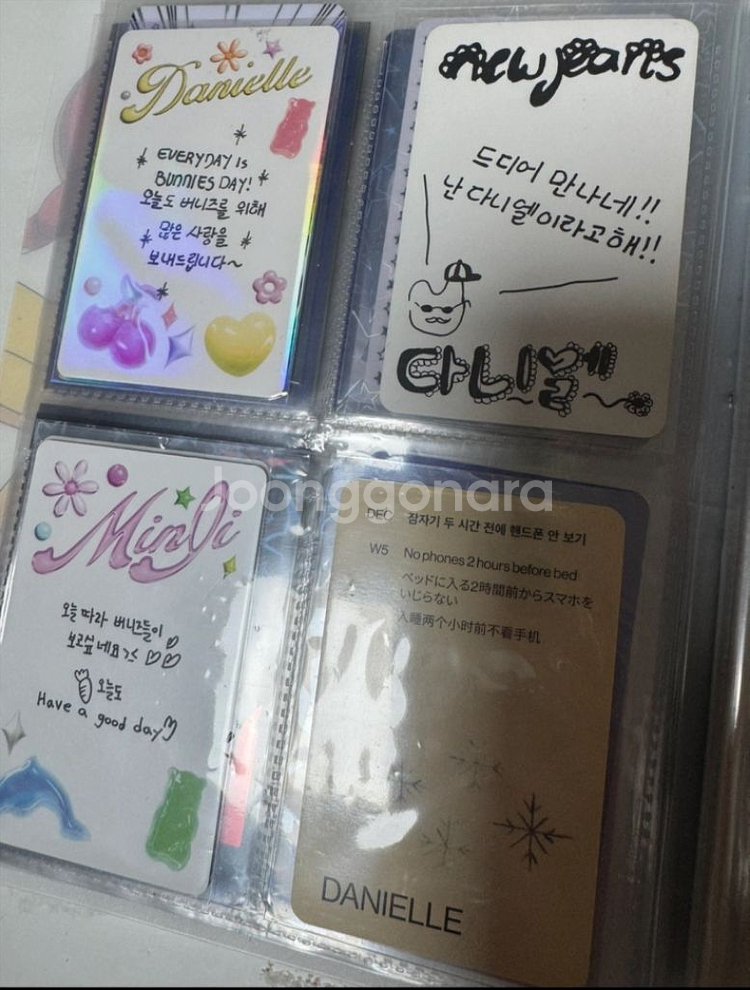 Danielle
EVERYDAY IS
BUNNIES DAY!
오늘도 버니즈를 위해
많은 사랑을
보내드립니다~
new jeans
드디어 만나네!!
난 다니엘이라고해!!
다니엘
Minji
오늘 따라 버니즈들이
보고싶네요
오늘도
Have a good day
Joonggonara
DEC 잠자기 두 시간 전에 핸드폰 안 보기
W5 No phones 2 hours before bed
ベッドに入る2時間前からスマホを
いじらない
入睡两个小时前不看手机
DANIELLE